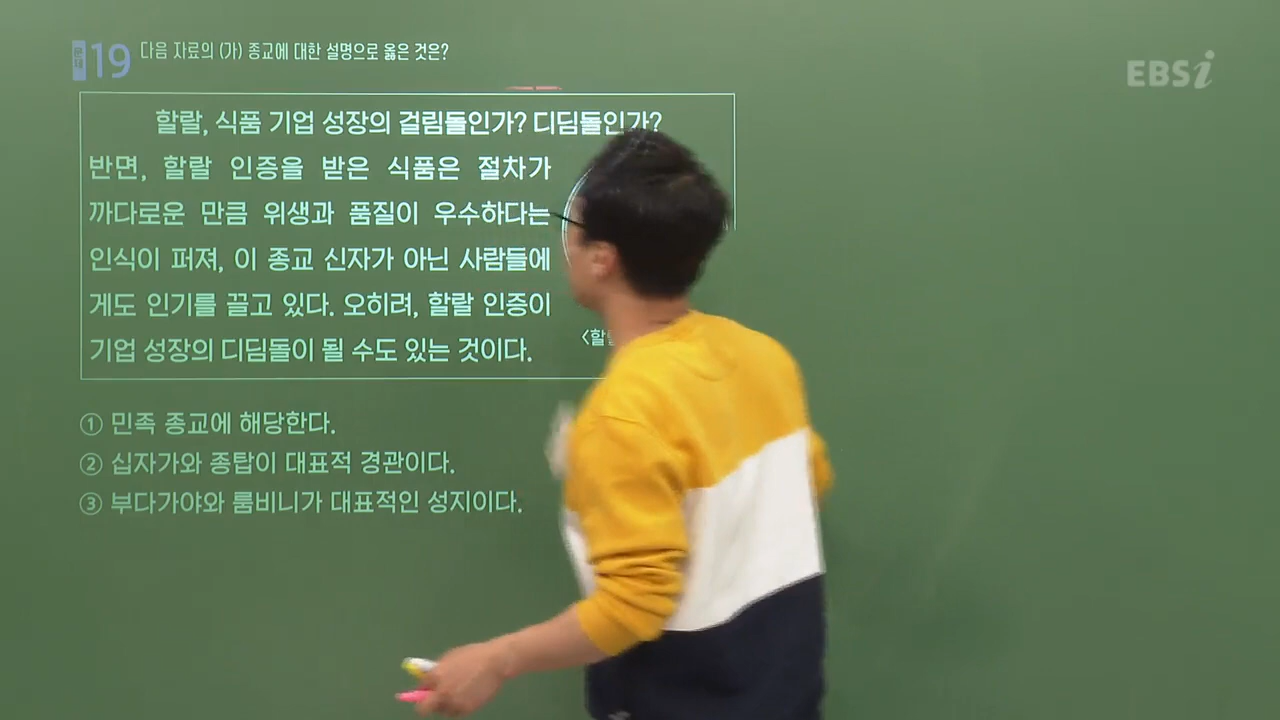 문제 19 다음 자료의 (가) 종교에 대한 설명으로 옳은 것은?
EBSi
할랄, 식품 기업 성장의 걸림돌인가? 디딤돌인가?
반면, 할랄 인증을 받은 식품은 절차가
까다로운 만큼 위생과 품질이 우수하다는
인식이 퍼져, 이 종교 신자가 아닌 사람들에
게도 인기를 끌고 있다. 오히려, 할랄 인증이
기업 성장의 디딤돌이 될 수도 있는 것이다.
① 민족 종교에 해당한다.
② 십자가와 종탑이 대표적 경관이다.
③ 부다가야와 룸비니가 대표적인 성지이다.